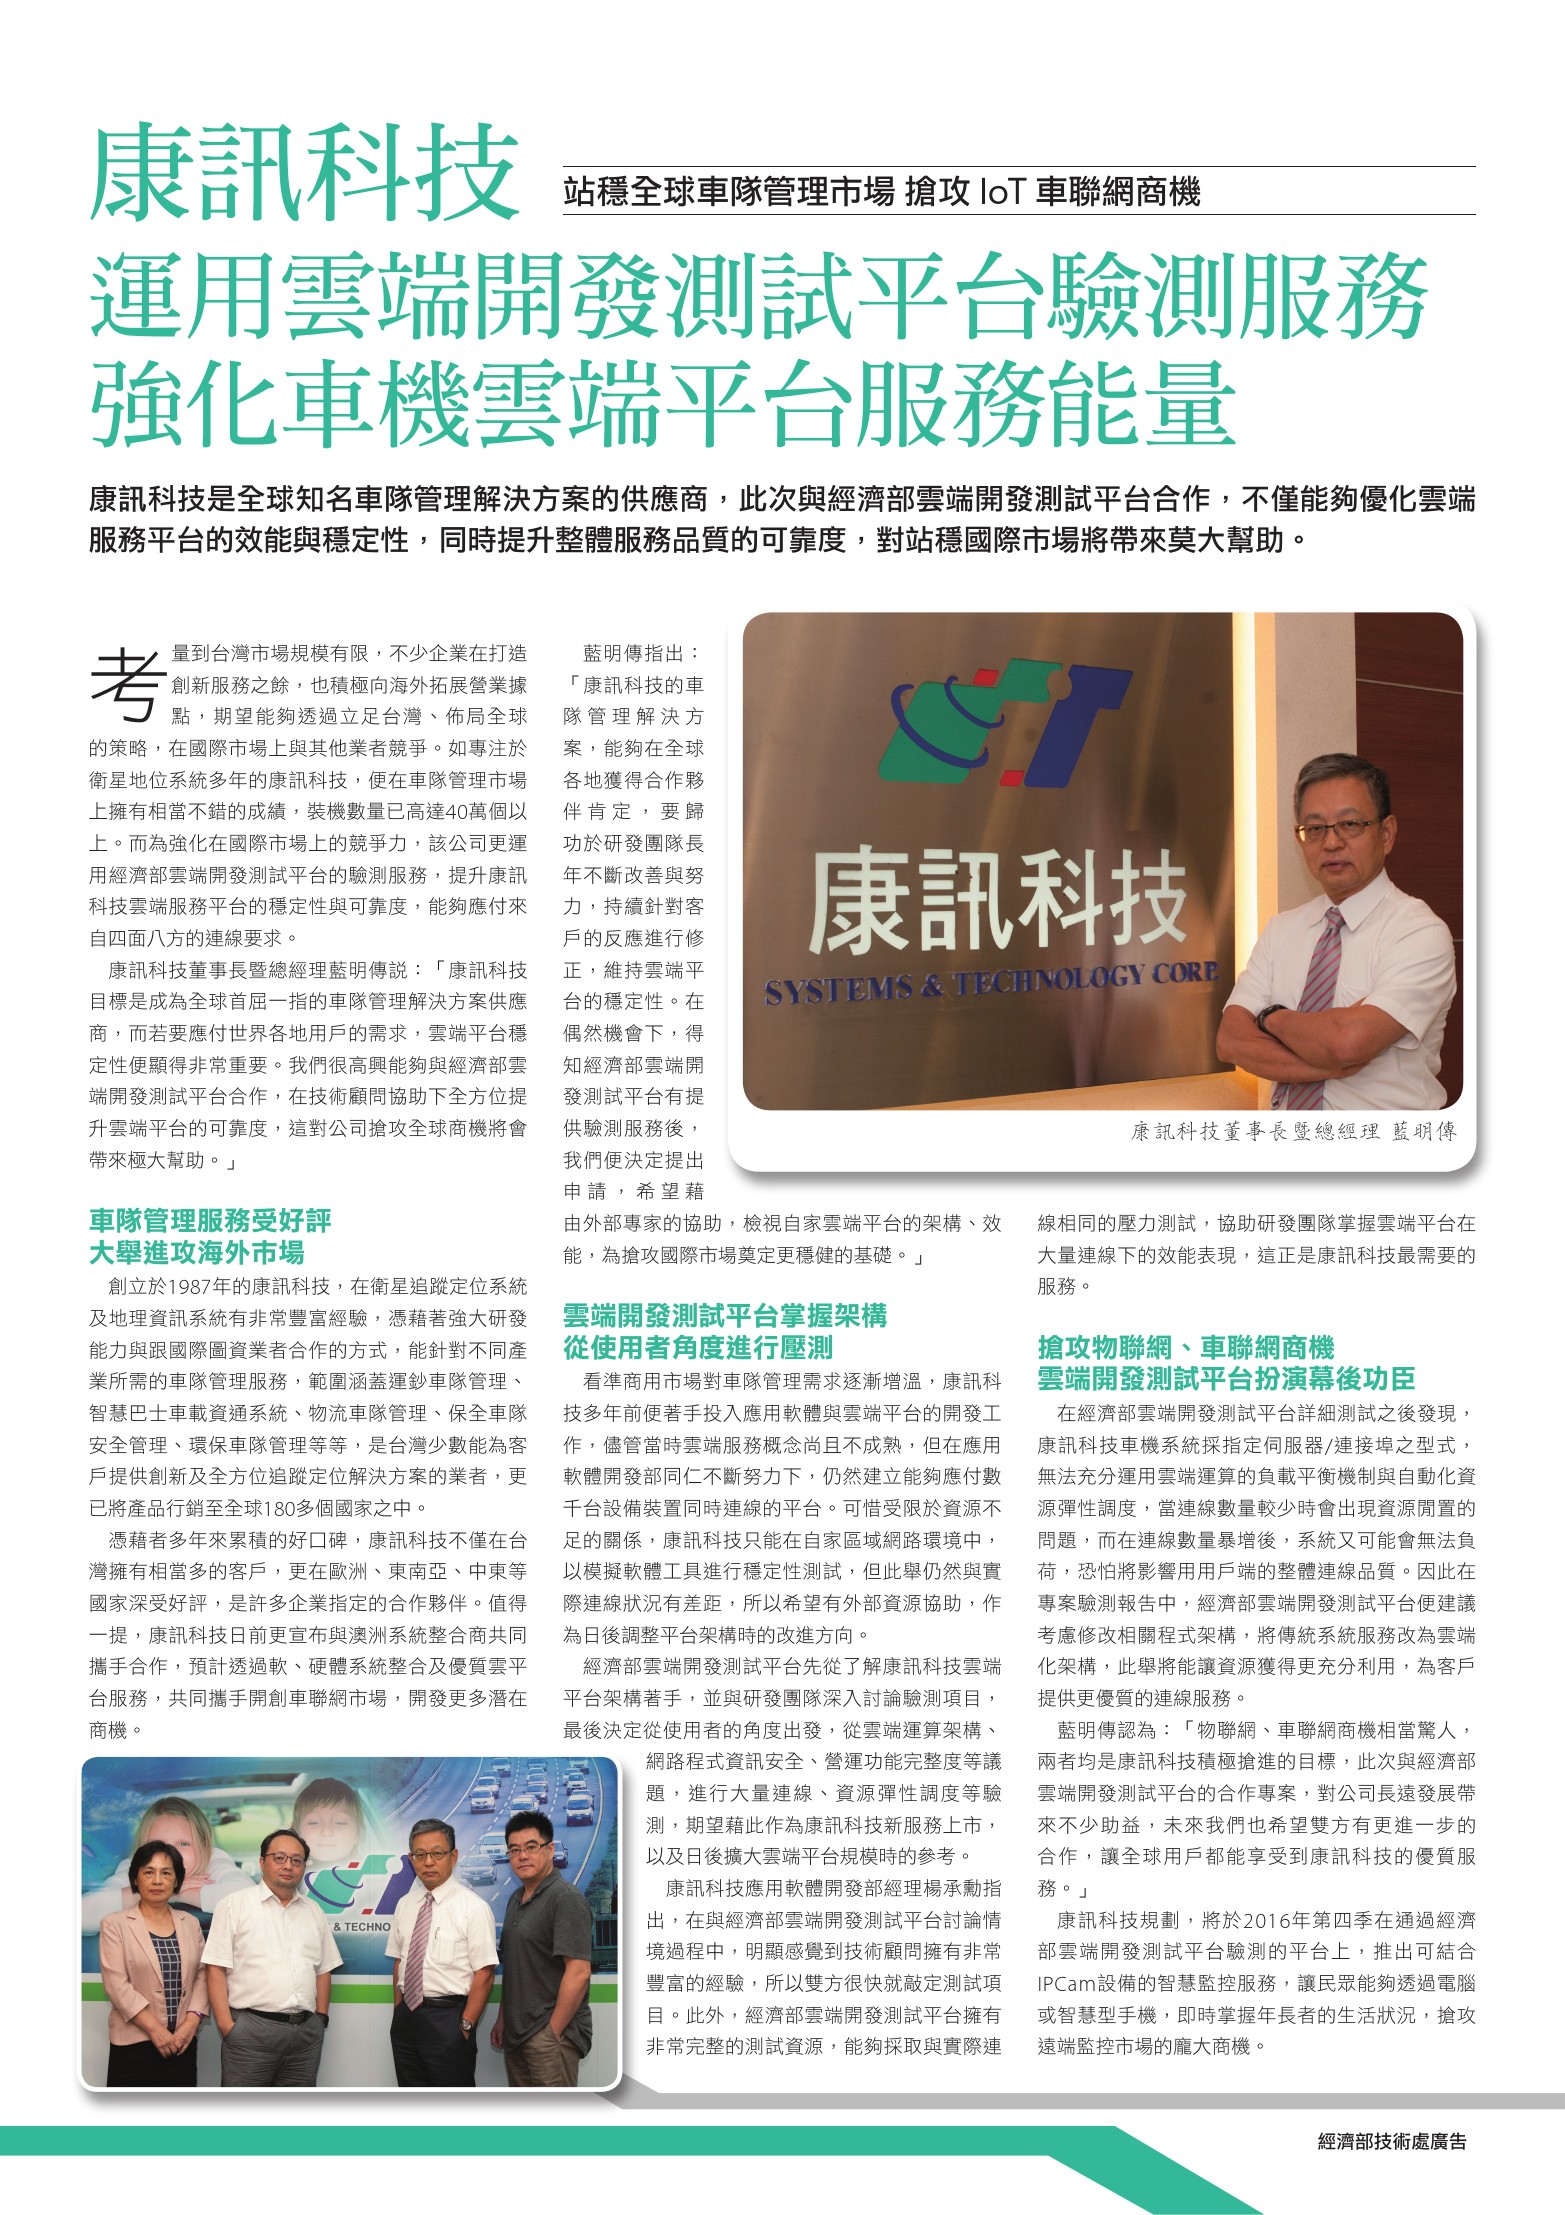 康訊科技
站穩全球車隊管理市場 搶攻 IoT 車聯網商機
運用雲端開發測試平台驗測服務
強化車機雲端平台服務能量
康訊科技是全球知名車隊管理解決方案的供應商，此次與經濟部雲端開發測試平台合作，不僅能夠優化雲端
服務平台的效能與穩定性，同時提升整體服務品質的可靠度，對站穩國際市場將帶來莫大幫助。
考量到台灣市場規模有限，不少企業在打造
創新服務之餘，也積極向海外拓展營業據
點，期望能夠透過立足台灣、佈局全球
的策略，在國際市場上與其他業者競爭。如專注於
衛星地位系統多年的康訊科技，便在車隊管理市場
上擁有相當不錯的成績，裝機數量已高達40萬個以
上。而為強化在國際市場上的競爭力，該公司更運
用經濟部雲端開發測試平台的驗測服務，提升康訊
科技雲端服務平台的穩定性與可靠度，能夠應付來
自四面八方的連線要求。
康訊科技董事長暨總經理藍明傳說：「康訊科技
目標是成為全球首屈一指的車隊管理解決方案供應
商，而若要應付世界各地用戶的需求，雲端平台穩
定性便顯得非常重要。我們很高興能夠與經濟部雲
端開發測試平台合作，在技術顧問協助下全方位提
升雲端平台的可靠度，這對公司搶攻全球商機將會
帶來極大幫助。」
車隊管理服務受好評
大舉進攻海外市場
創立於1987年的康訊科技，在衛星追蹤定位系統
及地理資訊系統有非常豐富經驗，憑藉著強大研發
能力與跟國際圖資業者合作的方式，能針對不同產
業所需的車隊管理服務，範圍涵蓋運鈔車隊管理、
智慧巴士車載資通系統、物流車隊管理、保全車隊
安全管理、環保車隊管理等等，是台灣少數能為客
戶提供創新及全方位追蹤定位解決方案的業者，更
已將產品行銷至全球180多個國家之中。
憑藉者多年來累積的好口碑，康訊科技不僅在台
灣擁有相當多的客戶，更在歐洲、東南亞、中東等
國家深受好評，是許多企業指定的合作夥伴。值得
一提，康訊科技日前更宣布與澳洲系統整合商共同
攜手合作，預計透過軟、硬體系統整合及優質雲平
台服務，共同攜手開創車聯網市場，開發更多潛在
商機。
& TECHNO
藍明傳指出：
「康訊科技的車
隊管理解決方
案，能夠在全球
各地獲得合作夥
伴肯定，要歸
功於研發團隊長
年不斷改善與努
力，持續針對客
戶的反應進行修
正，維持雲端平
台的穩定性。在
偶然機會下，得
知經濟部雲端開
發測試平台有提
供驗測服務後，
我們便決定提出
申請，希望藉
由外部專家的協助，檢視自家雲端平台的架構、效
能，為搶攻國際市場奠定更穩健的基礎。」
雲端開發測試平台掌握架構
從使用者角度進行壓測
看準商用市場對車隊管理需求逐漸增溫，康訊科
技多年前便著手投入應用軟體與雲端平台的開發工
作，儘管當時雲端服務概念尚且不成熟，但在應用
軟體開發部同仁不斷努力下，仍然建立能夠應付數
千台設備裝置同時連線的平台。可惜受限於資源不
足的關係，康訊科技只能在自家區域網路環境中，
以模擬軟體工具進行穩定性測試，但此舉仍然與實
際連線狀況有差距，所以希望有外部資源協助，作
為日後調整平台架構時的改進方向。
經濟部雲端開發測試平台先從了解康訊科技雲端
平台架構著手，並與研發團隊深入討論驗測項目，
最後決定從使用者的角度出發，從雲端運算架構、
網路程式資訊安全、營運功能完整度等議
題，進行大量連線、資源彈性調度等驗
測，期望藉此作為康訊科技新服務上市，
以及日後擴大雲端平台規模時的參考。
康訊科技應用軟體開發部經理楊承勳指
出，在與經濟部雲端開發測試平台討論情
境過程中，明顯感覺到技術顧問擁有非常
豐富的經驗，所以雙方很快就敲定測試項
目。此外，經濟部雲端開發測試平台擁有
非常完整的測試資源，能夠採取與實際連
康訊科技
SYSTEMS & TECHNOLOGY CORP.
康訊科技董事長暨總經理 藍明傳
線相同的壓力測試，協助研發團隊掌握雲端平台在
大量連線下的效能表現，這正是康訊科技最需要的
服務。
搶攻物聯網、車聯網商機
雲端開發測試平台扮演幕後功臣
在經濟部雲端開發測試平台詳細測試之後發現，
康訊科技車機系統採指定伺服器/連接埠之型式，
無法充分運用雲端運算的負載平衡機制與自動化資
源彈性調度，當連線數量較少時會出現資源閒置的
問題，而在連線數量暴增後，系統又可能會無法負
荷，恐怕將影響用用戶端的整體連線品質。因此在
專案驗測報告中，經濟部雲端開發測試平台便建議
考慮修改相關程式架構，將傳統系統服務改為雲端
化架構，此舉將能讓資源獲得更充分利用，為客戶
提供更優質的連線服務。
藍明傳認為：「物聯網、車聯網商機相當驚人，
兩者均是康訊科技積極搶進的目標，此次與經濟部
雲端開發測試平台的合作專案，對公司長遠發展帶
來不少助益，未來我們也希望雙方有更進一步的
合作，讓全球用戶都能享受到康訊科技的優質服
務。」
康訊科技規劃，將於2016年第四季在通過經濟
部雲端開發測試平台驗測的平台上，推出可結合
IPCam設備的智慧監控服務，讓民眾能夠透過電腦
或智慧型手機，即時掌握年長者的生活狀況，搶攻
遠端監控市場的龐大商機。
經濟部技術處廣告